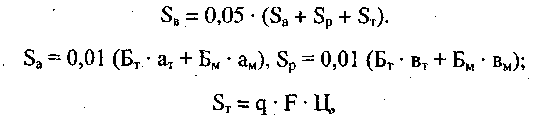 Sв = 0,05 · (Sа + Sр + Sт).
Sа = 0,01 (Бт · ат + Бм · ам), Sр = 0,01 (Бт · вт + Бм · вм);
Sт = q · F · Ц,